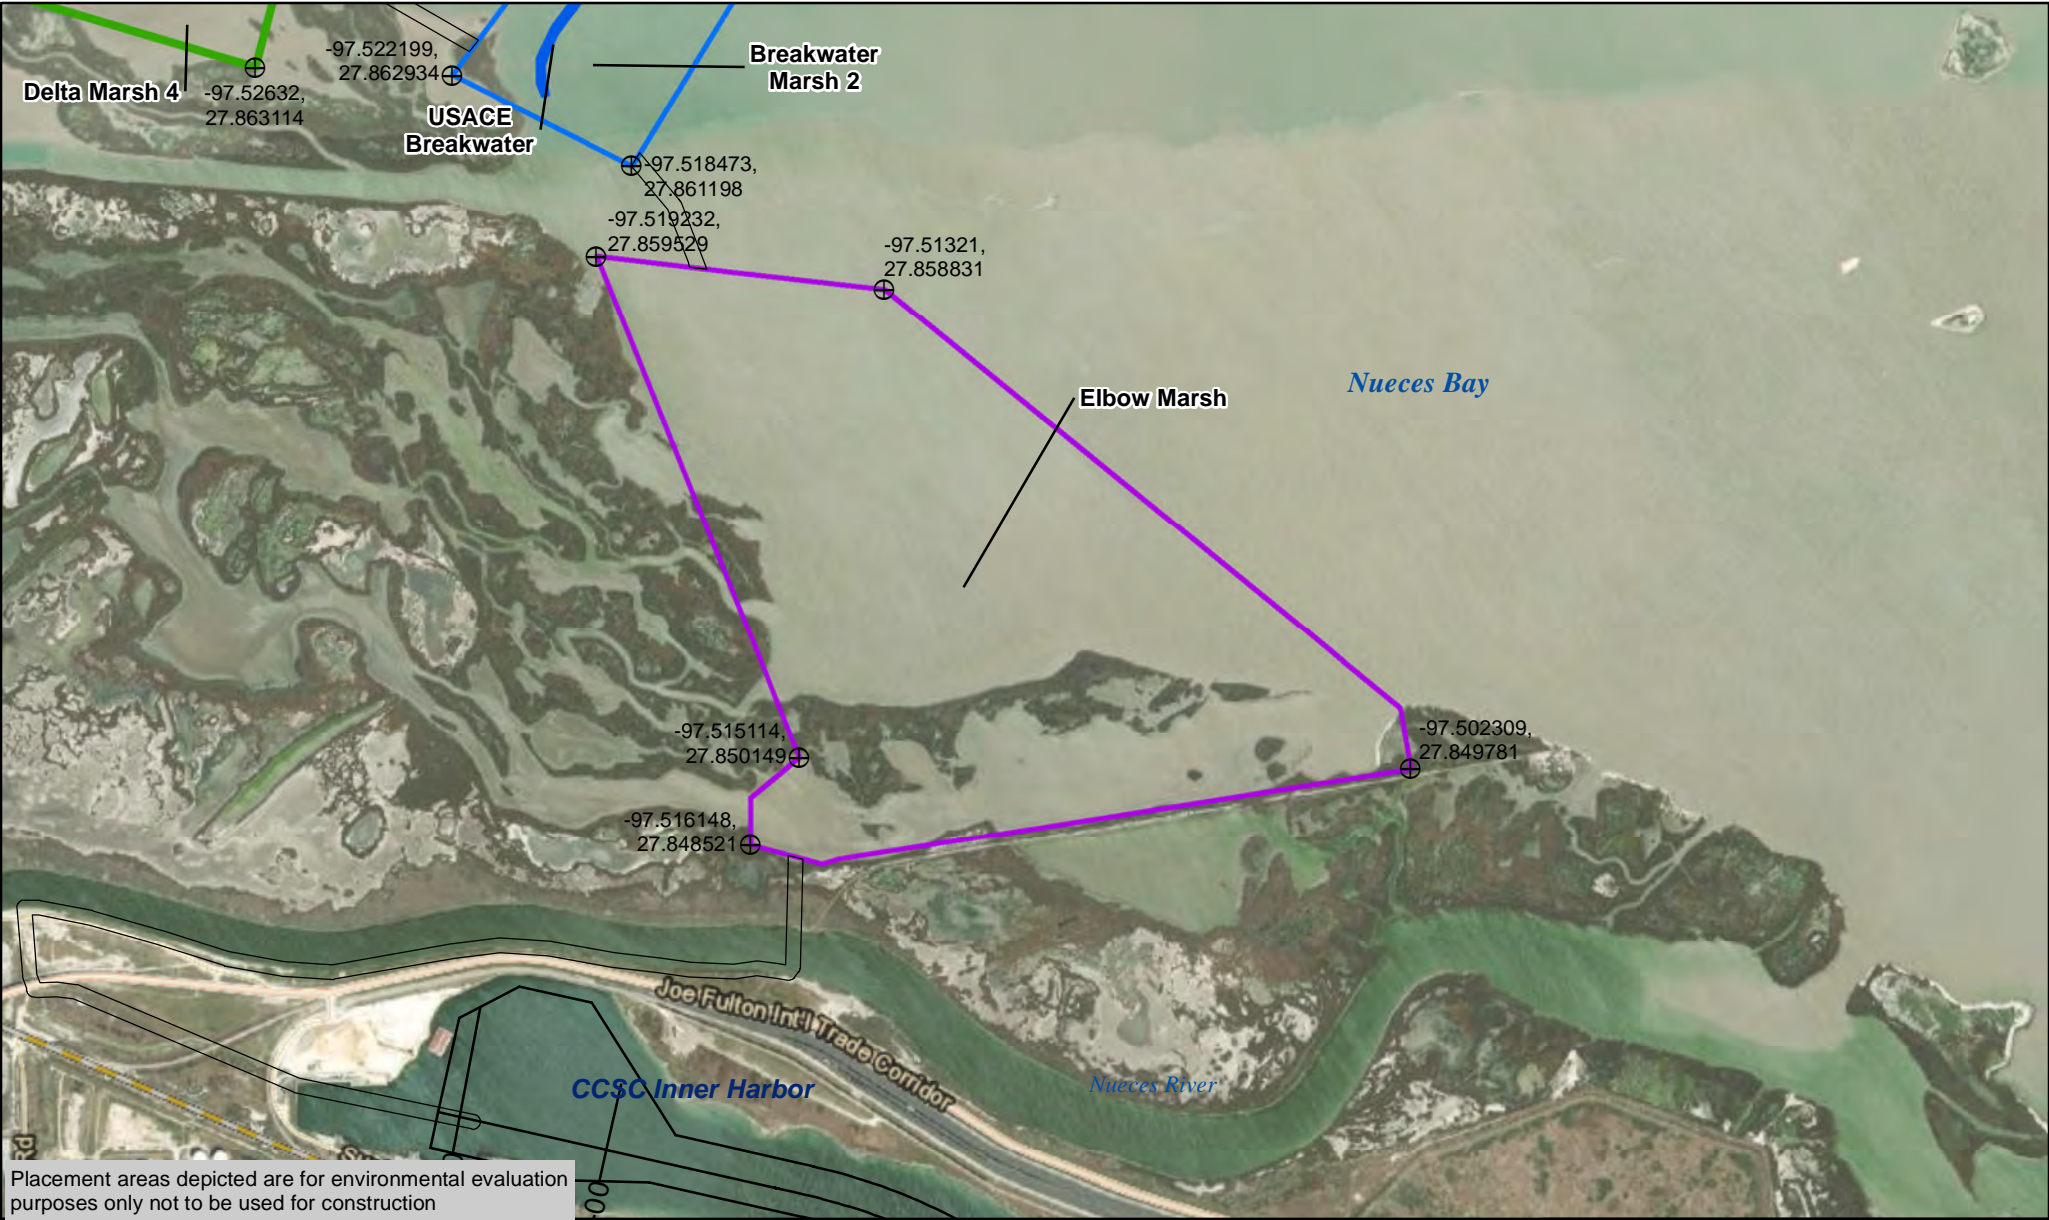 -97.522199,
27.862934
Breakwater
Marsh 2
Delta Marsh 4
-97.52632,
27.863114
USACE
Breakwater
-97.518473,
27.861198
-97.519232,
27.859529
-97.51321,
27.858831
Nueces Bay
Elbow Marsh
-97.515114,
27.850149
-97.502309,
27.849781
-97.516148,
27.848521
Joe Fulton Int'l Trade Corridor
CCSC Inner Harbor
Nueces River
Placement areas depicted are for environmental evaluation
purposes only not to be used for construction